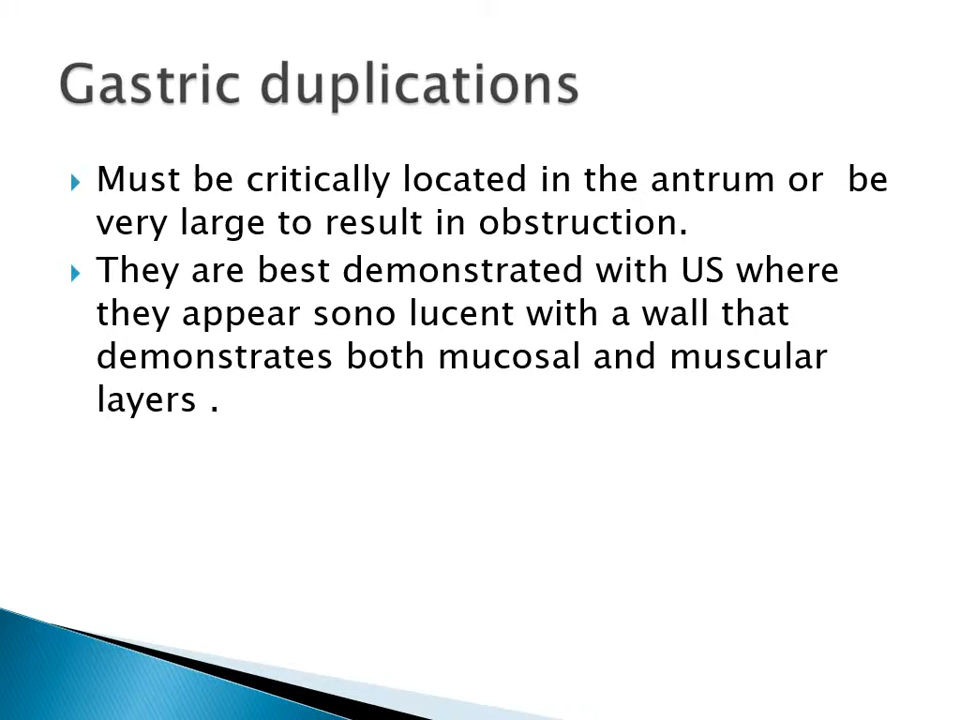 Gastric duplications
Must be critically located in the antrum or  be
very large to result in obstruction.
They are best demonstrated with US where
they appear sono lucent with a wall that
demonstrates both mucosal and muscular
layers .